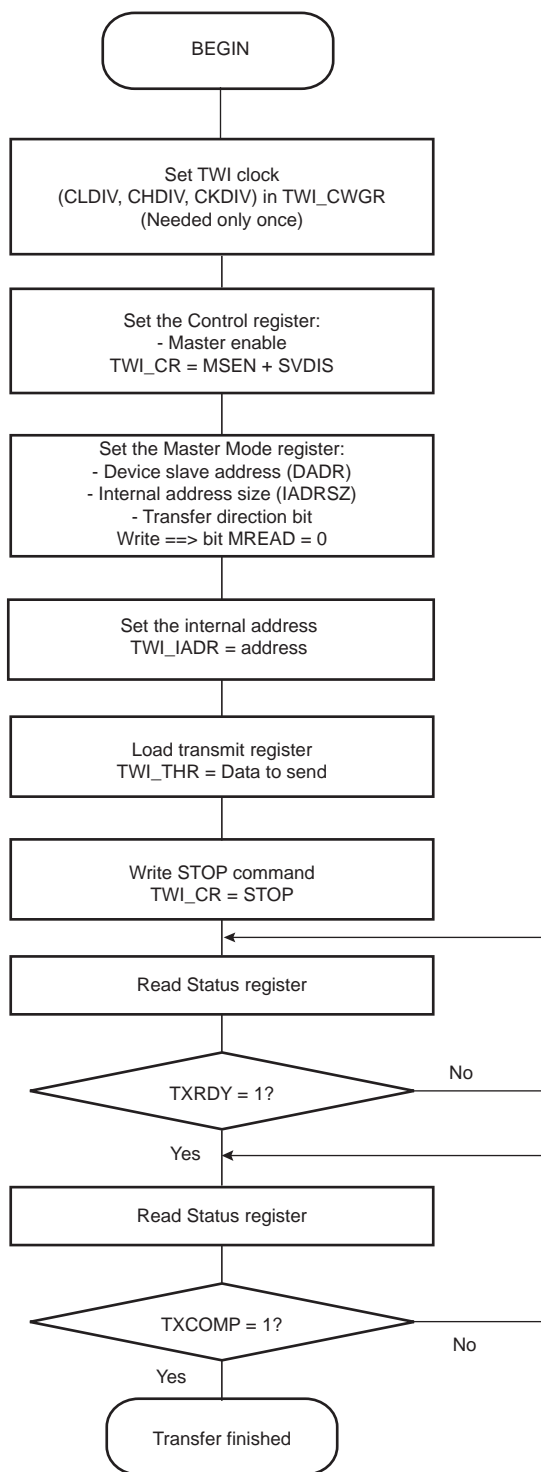 BEGIN
Set TWI clock
(CLDIV, CHDIV, CKDIV) in TWI_CWGR
(Needed only once)
Set the Control register:
- Master enable
TWI_CR = MSEN + SVDIS
Set the Master Mode register:
- Device slave address (DADR)
- Internal address size (IADRSZ)
- Transfer direction bit
Write ==> bit MREAD = 0
Set the internal address
TWI_IADR = address
Load transmit register
TWI_THR = Data to send
Write STOP command
TWI_CR = STOP
Read Status register
TXRDY = 1?
No
Yes
Read Status register
TXCOMP = 1?
No
Yes
Transfer finished